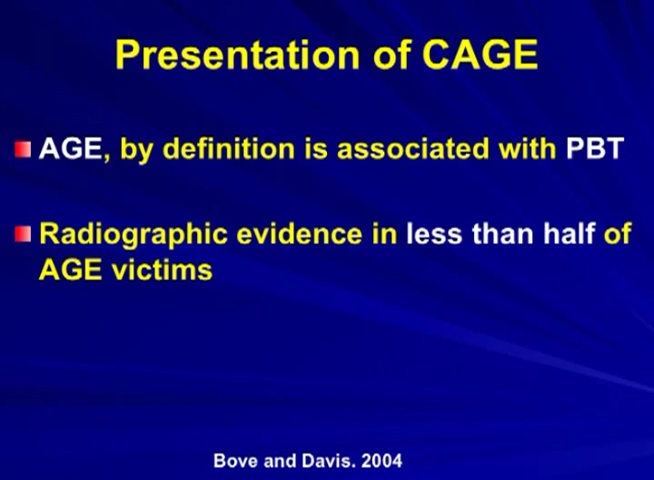 Presentation of CAGE
AGE, by definition is associated with PBT
Radiographic evidence in less than half of
AGE victims
Bove and Davis. 2004